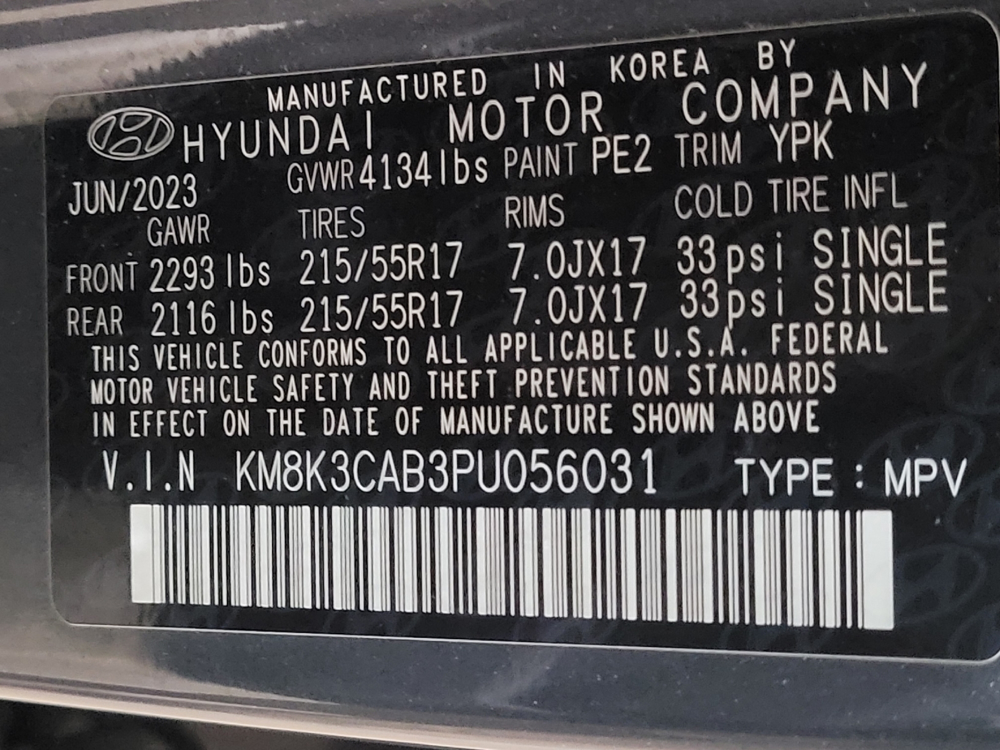 MANUFACTURED IN KOREA BY
HYUNDAI MOTOR COMPANY
JUN/2023 GVWR 4134lbs PAINT PE2 TRIM YPK
GAWR TIRES RIMS COLD TIRE INFL
FRONT 2293 lbs 215/55R17 7.0JX17 33psi SINGLE
REAR 2116 lbs 215/55R17 7.0JX17 33psi SINGLE
THIS VEHICLE CONFORMS TO ALL APPLICABLE U.S.A. FEDERAL
MOTOR VEHICLE SAFETY AND THEFT PREVENTION STANDARDS
IN EFFECT ON THE DATE OF MANUFACTURE SHOWN ABOVE
V.I.N KM8K3CAB3PU056031 TYPE : MPV